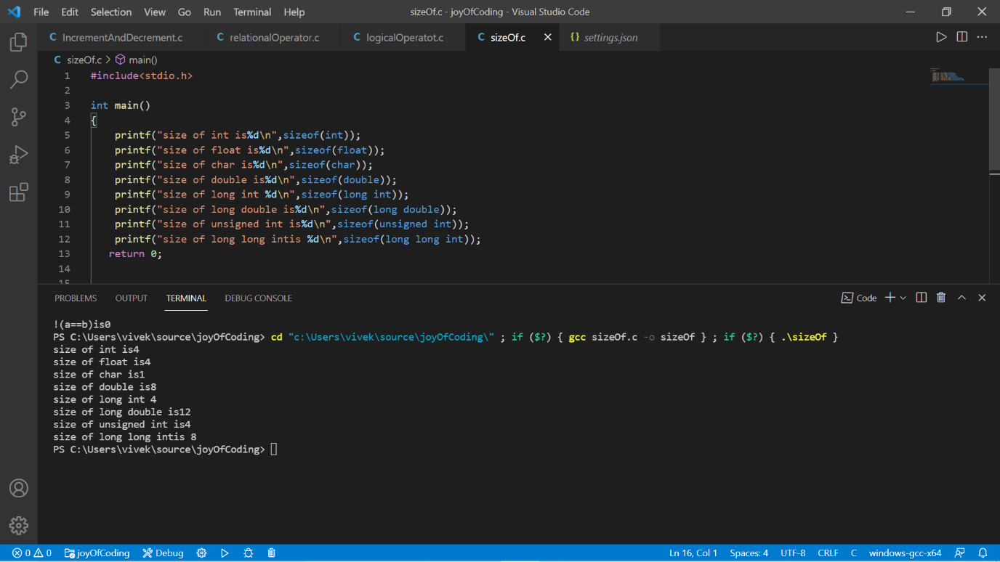 File Edit Selection View Go Run Terminal Help sizeOf.c - joyOfCoding - Visual Studio Code
C IncrementAndDecrement.c C relationalOperator.c C logicalOperatot.c C sizeOf.c {} settings.json
C sizeOf.c > main()
1 #include<stdio.h>
2
3 int main()
4 {
5 printf("size of int is%d\n",sizeof(int));
6 printf("size of float is%d\n",sizeof(float));
7 printf("size of char is%d\n",sizeof(char));
8 printf("size of double is%d\n",sizeof(double));
9 printf("size of long int %d\n",sizeof(long int));
10 printf("size of long double is%d\n",sizeof(long double));
11 printf("size of unsigned int is%d\n",sizeof(unsigned int));
12 printf("size of long long intis %d\n",sizeof(long long int));
13 return 0;
14
15
PROBLEMS OUTPUT TERMINAL DEBUG CONSOLE Code
!(a==b)is0
PS C:\Users\vivek\source\joyOfCoding> cd "c:\Users\vivek\source\joyOfCoding\" ; if ($?) { gcc sizeOf.c -o sizeOf } ; if ($?) { .\sizeOf }
size of int is4
size of float is4
size of char is1
size of double is8
size of long int 4
size of long double is12
size of unsigned int is4
size of long long intis 8
PS C:\Users\vivek\source\joyOfCoding>
0 0 joyOfCoding Debug Ln 16, Col 1 Spaces: 4 UTF-8 CRLF C windows-gcc-x64